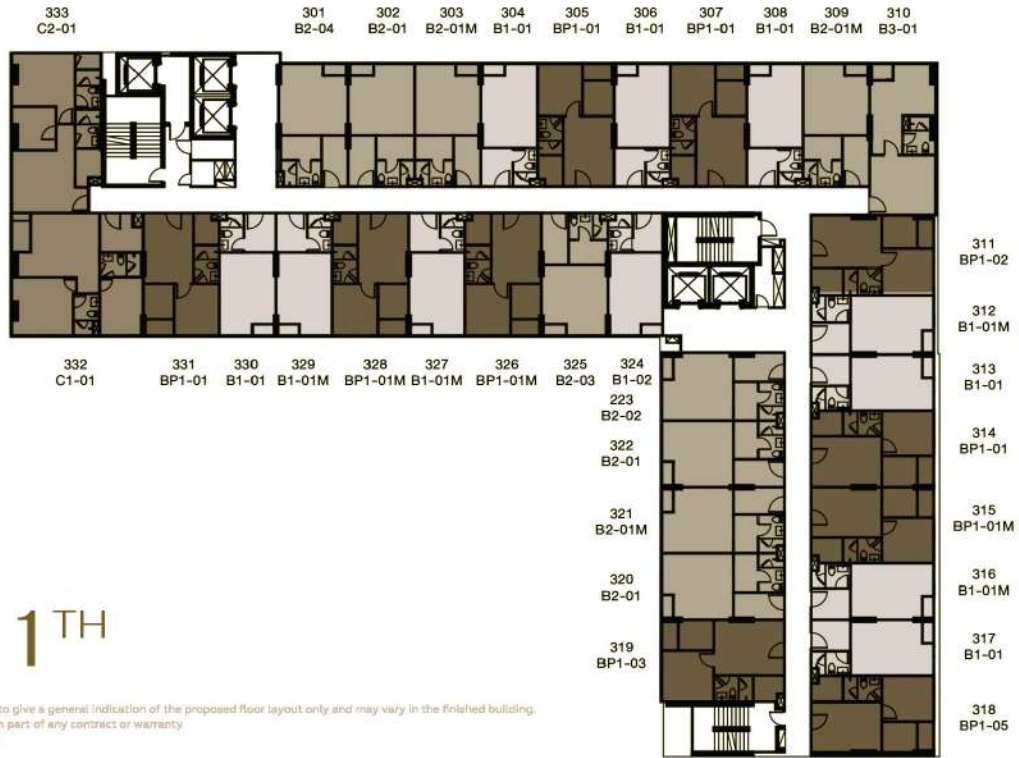 333
C2-01
301
B2-04
302
B2-01
303
B2-01M
304
B1-01
305
BP1-01
306
B1-01
307
BP1-01
308
B1-01
309
B2-01M
310
B3-01
311
BP1-02
312
B1-01M
313
B1-01
314
BP1-01
315
BP1-01M
316
B1-01M
317
B1-01
318
BP1-05
332
C1-01
331
BP1-01
330
B1-01
329
B1-01M
328
BP1-01M
327
B1-01M
326
BP1-01M
325
B2-03
324
B1-02
223
B2-02
322
B2-01
321
B2-01M
320
B2-01
319
BP1-03
1 TH
to give a general indication of the proposed floor layout only and may vary in the finished building.
part of any contract or warranty.